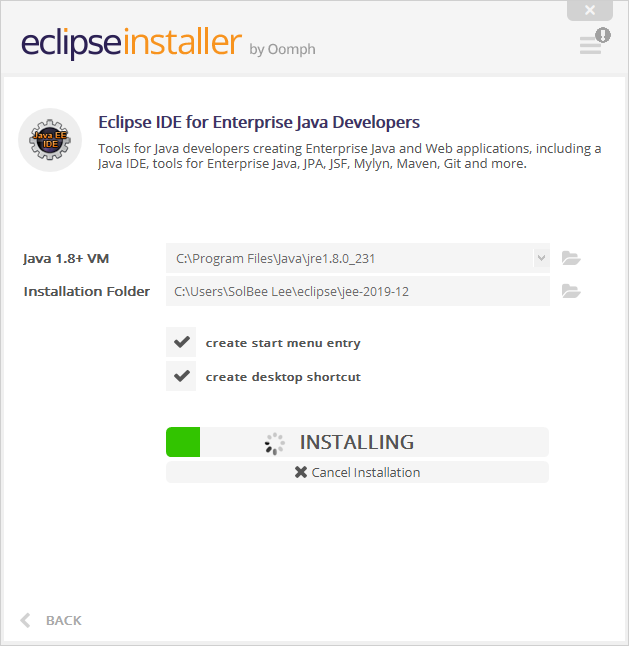 eclipseinstaller by Oomph
Java EE
IDE
Eclipse IDE for Enterprise Java Developers
Tools for Java developers creating Enterprise Java and Web applications, including a
Java IDE, tools for Enterprise Java, JPA, JSF, Mylyn, Maven, Git and more.
Java 1.8+ VM C:\Program Files\Java\jre1.8.0_231
Installation Folder C:\Users\SolBee Lee\eclipse\jee-2019-12
create start menu entry
create desktop shortcut
INSTALLING
Cancel Installation
BACK